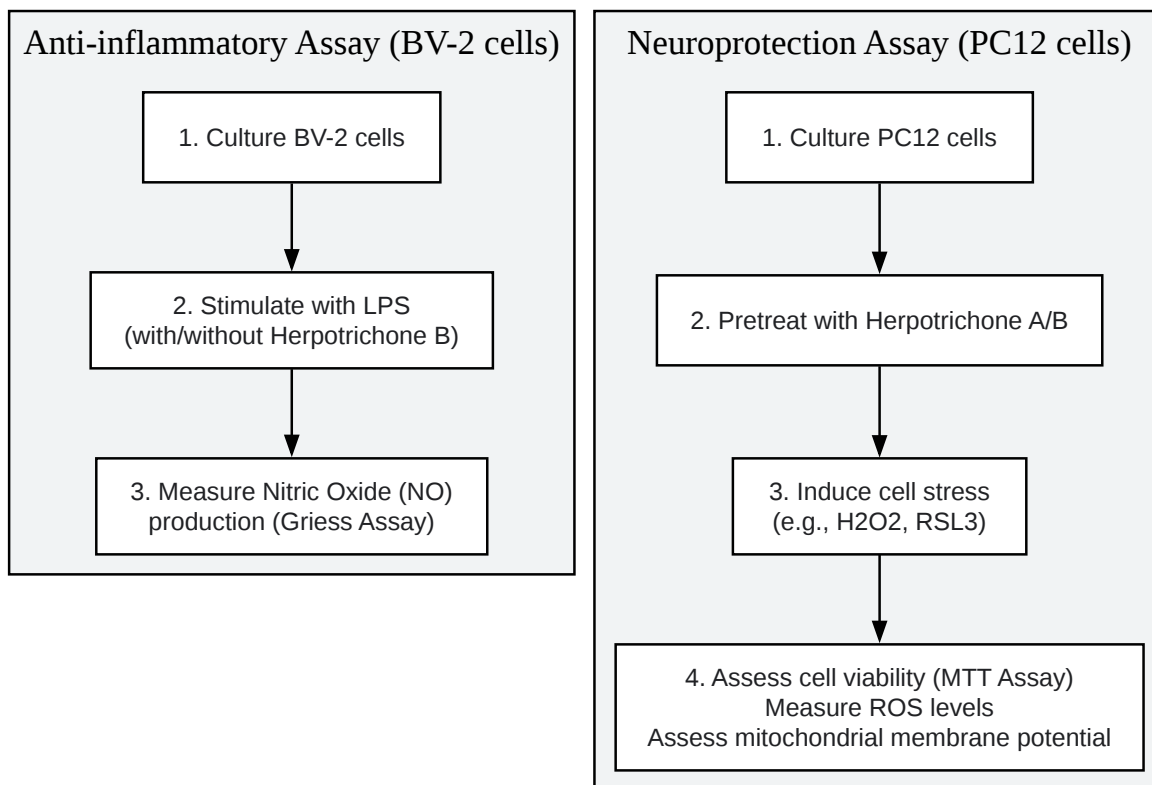 Anti-inflammatory Assay (BV-2 cells)
1. Culture BV-2 cells
2. Stimulate with LPS
(with/without Herpotrichone B)
3. Measure Nitric Oxide (NO)
production (Griess Assay)
Neuroprotection Assay (PC12 cells)
1. Culture PC12 cells
2. Pretreat with Herpotrichone A/B
3. Induce cell stress
(e.g., H2O2, RSL3)
4. Assess cell viability (MTT Assay)
Measure ROS levels
Assess mitochondrial membrane potential